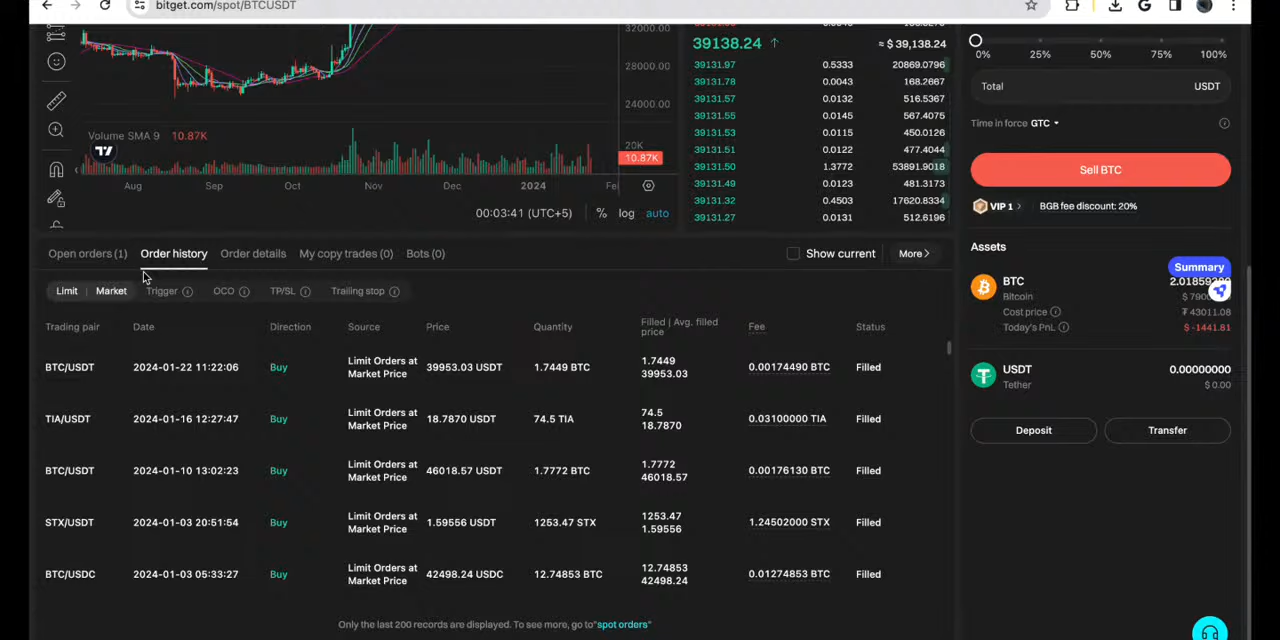 bitget.com/spot/BTCUSDT
32000.00
28000.00
24000.00
Volume SMA 9 10.87K
20K
10.87K
Aug Sep Oct Nov Dec 2024
00:03:41 (UTC+5) % log auto
39138.24 ↑ ≈ $ 39,138.24
39131.97 0.5333 20869.0796
39131.78 0.0043 168.2667
39131.57 0.0132 516.5367
39131.55 0.0145 567.4075
39131.53 0.0115 450.0126
39131.51 0.0122 477.4044
39131.50 1.3772 53891.9018
39131.49 0.0123 481.3173
39131.32 0.4503 17620.8334
39131.27 0.0131 512.6196
0% 25% 50% 75% 100%
Total USDT
Time in force GTC
Sell BTC
VIP 1 > BGB fee discount: 20%
Open orders (1) Order history Order details My copy trades (0) Bots (0) Show current More >
Limit | Market Trigger OCO TP/SL Trailing stop
Trading pair Date Direction Source Price Quantity Filled | Avg. filled price Fee Status
BTC/USDT 2024-01-22 11:22:06 Buy Limit Orders at Market Price 39953.03 USDT 1.7449 BTC 1.7449 39953.03 0.00174490 BTC Filled
TIA/USDT 2024-01-16 12:27:47 Buy Limit Orders at Market Price 18.7870 USDT 74.5 TIA 74.5 18.7870 0.03100000 TIA Filled
BTC/USDT 2024-01-10 13:02:23 Buy Limit Orders at Market Price 46018.57 USDT 1.7772 BTC 1.7772 46018.57 0.00176130 BTC Filled
STX/USDT 2024-01-03 20:51:54 Buy Limit Orders at Market Price 1.59556 USDT 1253.47 STX 1253.47 1.59556 1.24502000 STX Filled
BTC/USDC 2024-01-03 05:33:27 Buy Limit Orders at Market Price 42498.24 USDC 12.74853 BTC 12.74853 42498.24 0.01274853 BTC Filled
Only the last 200 records are displayed. To see more, go to"spot orders"
Assets
Summary
BTC
Bitcoin
Cost price ₮ 43011.08
Today's PnL $ -1441.81
USDT 0.00000000
Tether $ 0.00
Deposit Transfer